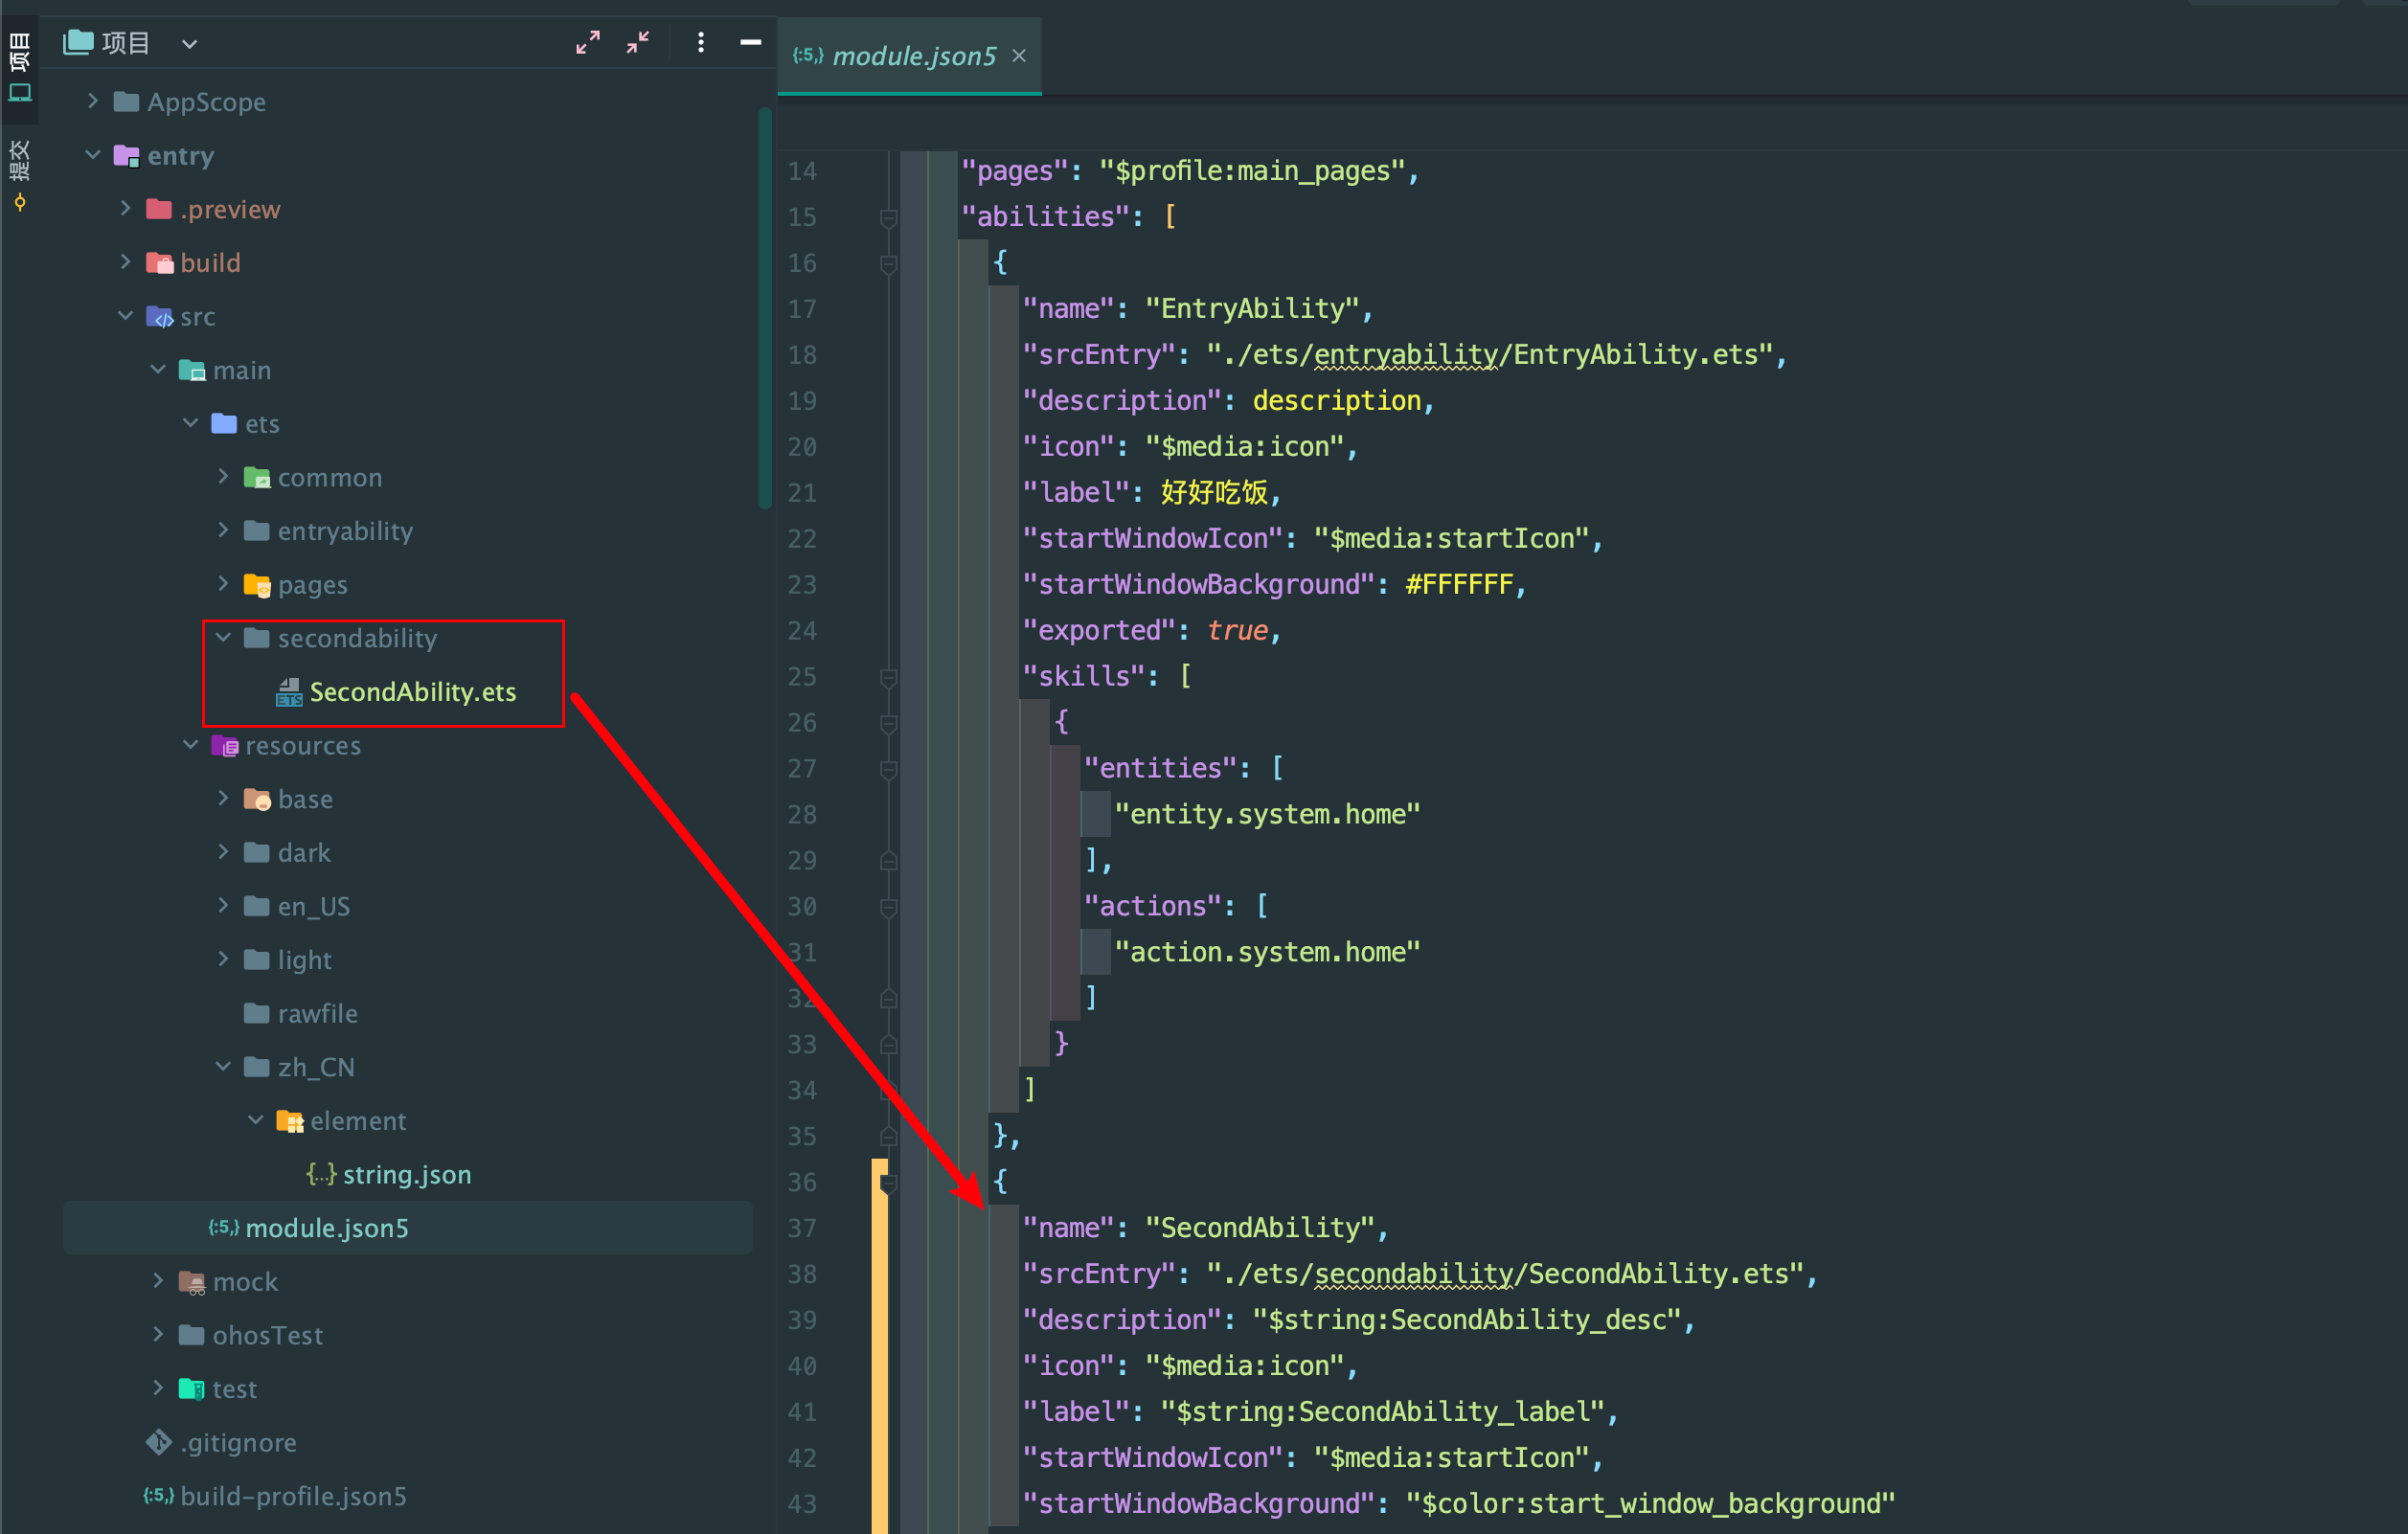 项目
提交
项目
AppScope
entry
.preview
build
src
main
ets
common
entryability
pages
secondability
SecondAbility.ets
resources
base
dark
en_US
light
rawfile
zh_CN
element
string.json
module.json5
mock
ohosTest
test
.gitignore
build-profile.json5
module.json5
14 "pages": "$profile:main_pages",
15 "abilities": [
16 {
17 "name": "EntryAbility",
18 "srcEntry": "./ets/entryability/EntryAbility.ets",
19 "description": description,
20 "icon": "$media:icon",
21 "label": 好好吃饭,
22 "startWindowIcon": "$media:startIcon",
23 "startWindowBackground": #FFFFFF,
24 "exported": true,
25 "skills": [
26 {
27 "entities": [
28 "entity.system.home"
29 ],
30 "actions": [
31 "action.system.home"
32 ]
33 }
34 ]
35 },
36 {
37 "name": "SecondAbility",
38 "srcEntry": "./ets/secondability/SecondAbility.ets",
39 "description": "$string:SecondAbility_desc",
40 "icon": "$media:icon",
41 "label": "$string:SecondAbility_label",
42 "startWindowIcon": "$media:startIcon",
43 "startWindowBackground": "$color:start_window_background"